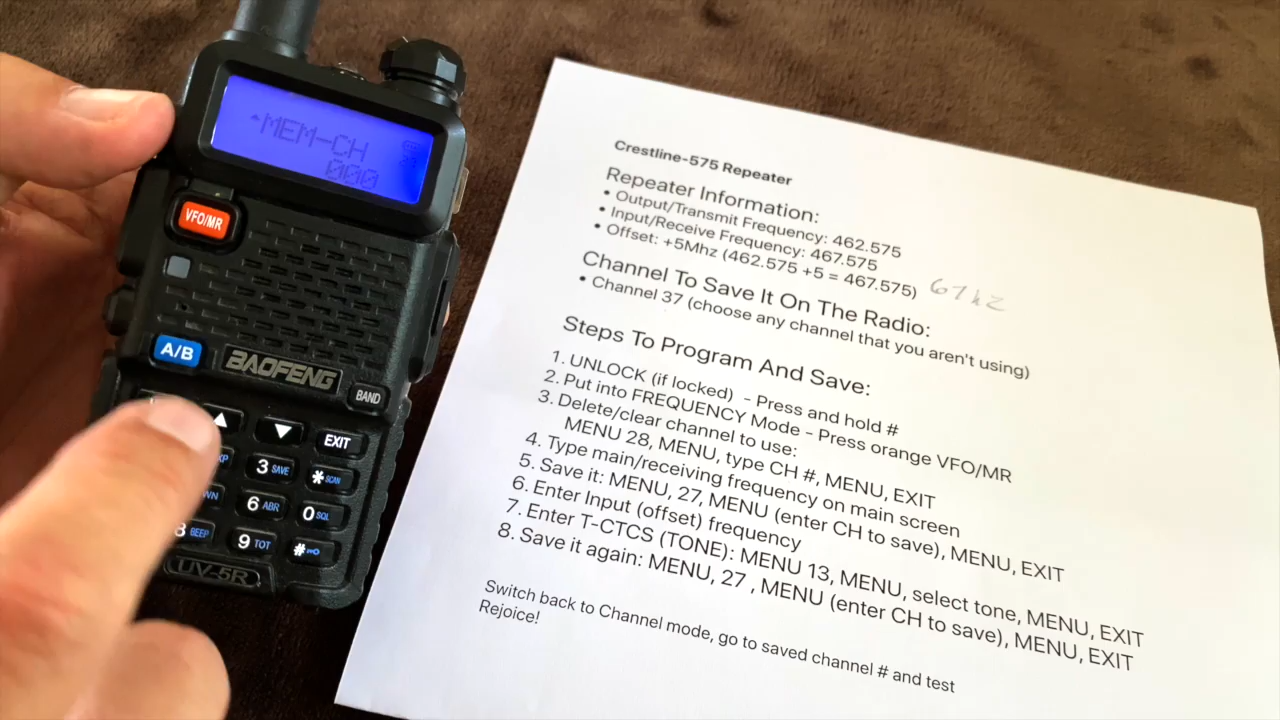 MEM-CH
27
000
VFO/MR
A/B
BAOFENG
BAND
EXIT
3 SAVE
* SCAN
6 ABR
0 SQL
8 BEEP
9 TOT
#
UV-5R
Crestline-575 Repeater
Repeater Information:
• Output/Transmit Frequency: 462.575
• Input/Receive Frequency: 467.575
• Offset: +5Mhz (462.575 +5 = 467.575) 67hz
Channel To Save It On The Radio:
• Channel 37 (choose any channel that you aren't using)
Steps To Program And Save:
1. UNLOCK (if locked) - Press and hold #
2. Put into FREQUENCY Mode - Press orange VFO/MR
3. Delete/clear channel to use:
MENU 28, MENU, type CH #, MENU, EXIT
4. Type main/receiving frequency on main screen
5. Save it: MENU, 27, MENU (enter CH to save), MENU, EXIT
6. Enter Input (offset) frequency
7. Enter T-CTCS (TONE): MENU 13, MENU, select tone, MENU, EXIT
8. Save it again: MENU, 27 , MENU (enter CH to save), MENU, EXIT
Switch back to Channel mode, go to saved channel # and test
Rejoice!